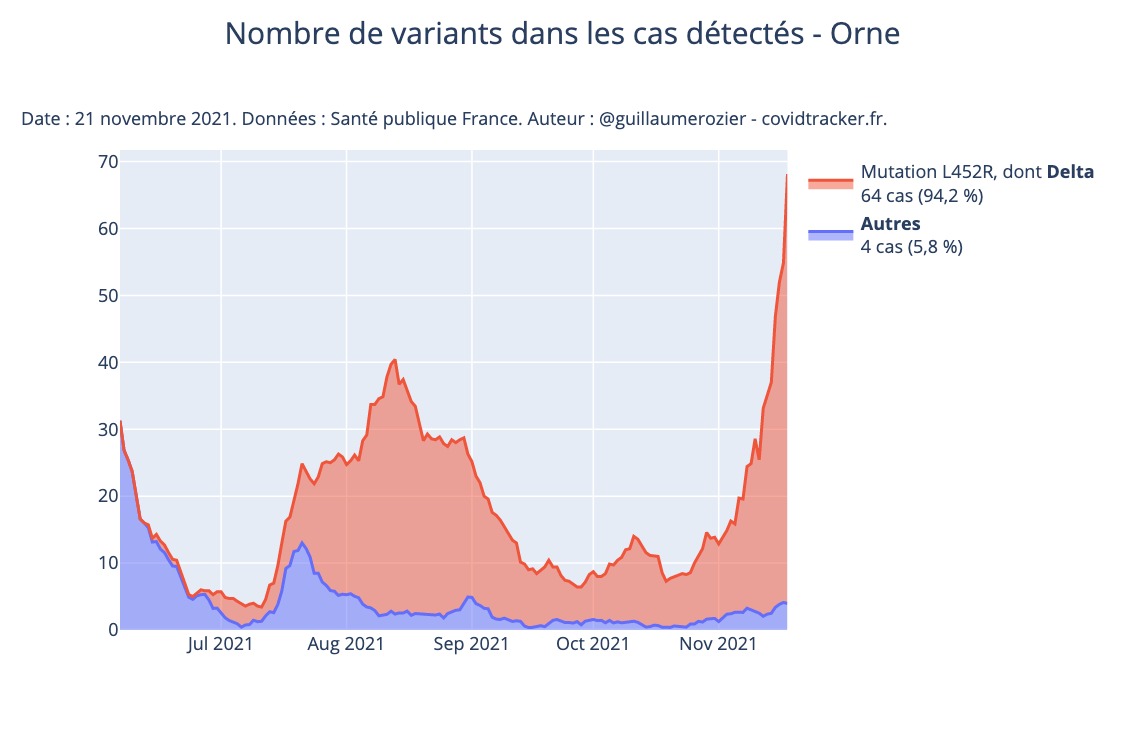 Nombre de variants dans les cas détectés - Orne
Date : 21 novembre 2021. Données : Santé publique France. Auteur : @guillaumerozier - covidtracker.fr.
70
60
50
40
30
20
10
0
Jul 2021
Aug 2021
Sep 2021
Oct 2021
Nov 2021
Mutation L452R, dont Delta
64 cas (94,2 %)
Autres
4 cas (5,8 %)